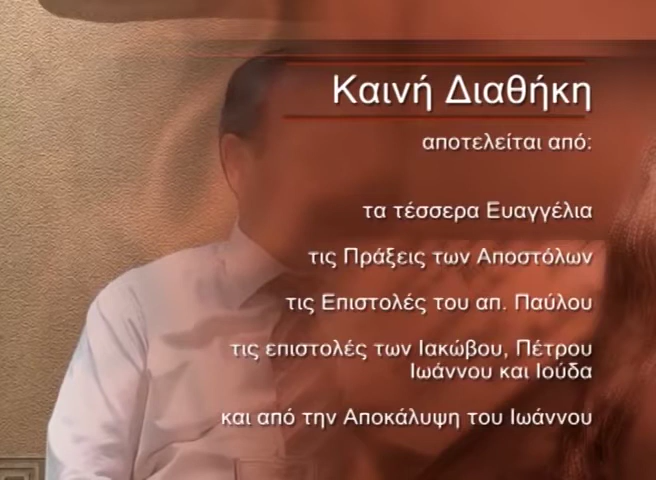 Καινή Διαθήκη
αποτελείται από:
τα τέσσερα Ευαγγέλια
τις Πράξεις των Αποστόλων
τις Επιστολές του απ. Παύλου
τις επιστολές των Ιακώβου, Πέτρου
Ιωάννου και Ιούδα
και από την Αποκάλυψη του Ιωάννου